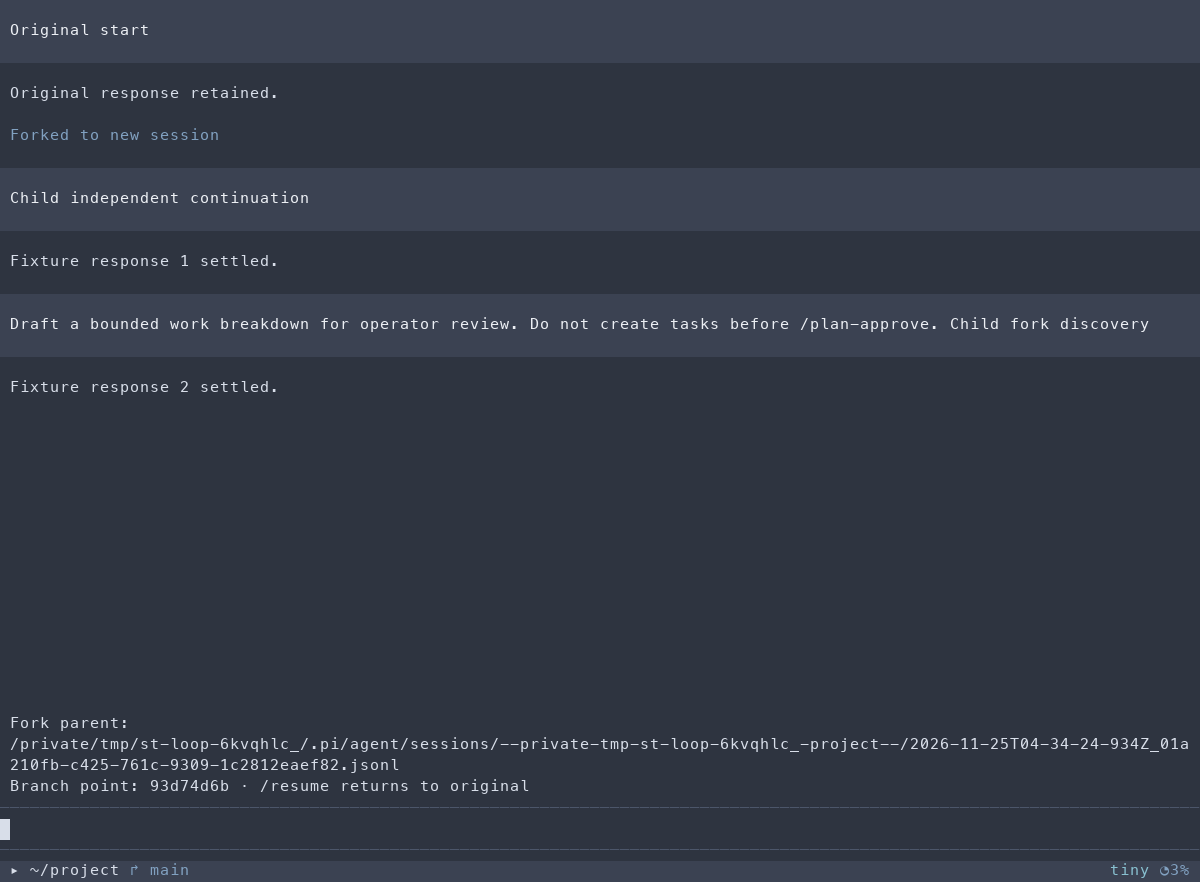 Original start
Original response retained.
Forked to new session
Child independent continuation
Fixture response 1 settled.
Draft a bounded work breakdown for operator review. Do not create tasks before /plan-approve. Child fork discovery
Fixture response 2 settled.
Fork parent:
/private/tmp/st-loop-6kvqhlc_/.pi/agent/sessions/--private-tmp-st-loop-6kvqhlc_-project--/2026-11-25T04-34-24-934Z_01a
210fb-c425-761c-9309-1c2812eaef82.jsonl
Branch point: 93d74d6b · /resume returns to original
▸ ~/project ↱ main tiny ◔3%